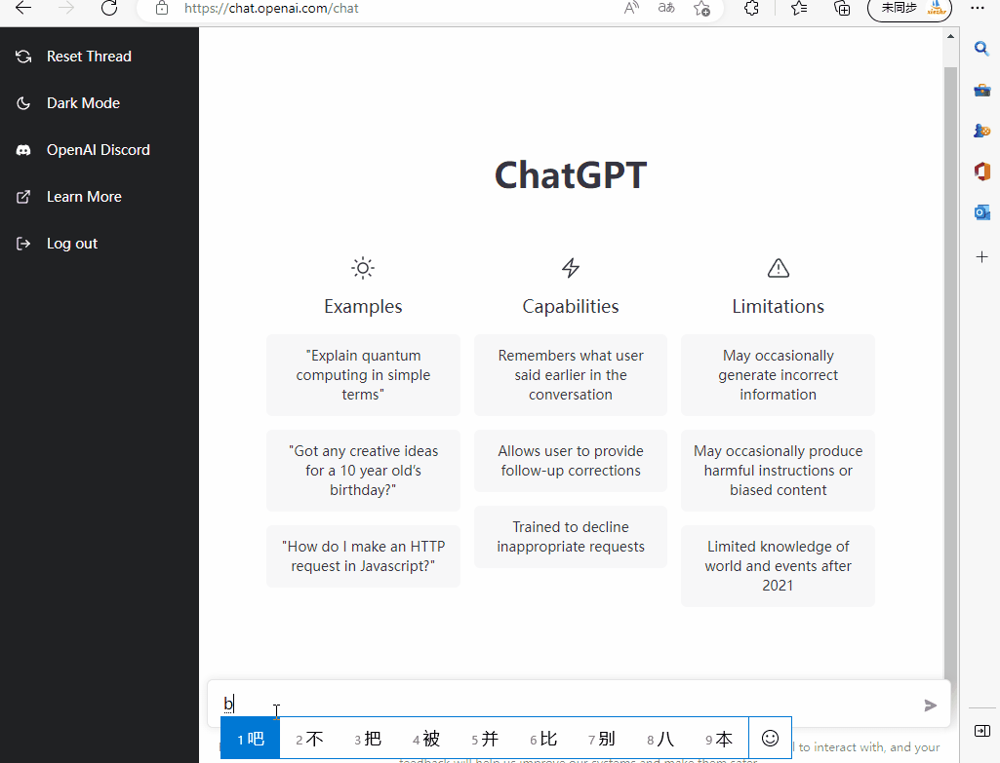 https://chat.openai.com/chat
A
aあ
未同步
Reset Thread
Dark Mode
OpenAI Discord
Learn More
Log out
ChatGPT
Examples
"Explain quantum
computing in simple
terms"
"Got any creative ideas
for a 10 year old's
birthday?"
"How do I make an HTTP
request in Javascript?"
Capabilities
Remembers what user
said earlier in the
conversation
Allows user to provide
follow-up corrections
Trained to decline
inappropriate requests
Limitations
May occasionally
generate incorrect
information
May occasionally produce
harmful instructions or
biased content
Limited knowledge of
world and events after
2021
b
1 吧 2 不 3 把 4 被 5 并 6 比 7 别 8 八 9 本
to interact with, and your
feedback will help us improve our systems and make them safer